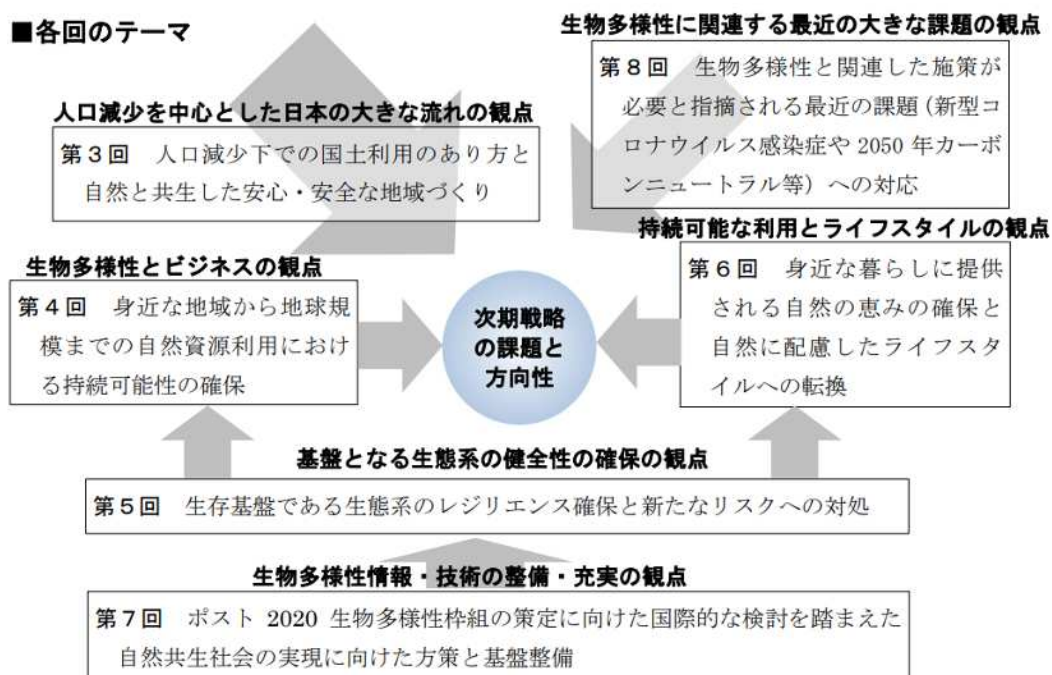 ■各回のテーマ
生物多様性に関連する最近の大きな課題の観点
第８回　生物多様性と関連した施策が
必要と指摘される最近の課題（新型コ
ロナウイルス感染症や 2050 年カーボ
ンニュートラル等）への対応
人口減少を中心とした日本の大きな流れの観点
第３回　人口減少下での国土利用のあり方と
自然と共生した安心・安全な地域づくり
持続可能な利用とライフスタイルの観点
第６回　身近な暮らしに提供
される自然の恵みの確保と
自然に配慮したライフスタ
イルへの転換
生物多様性とビジネスの観点
第４回　身近な地域から地球規
模までの自然資源利用におけ
る持続可能性の確保
次期戦略
の課題と
方向性
基盤となる生態系の健全性の確保の観点
第５回　生存基盤である生態系のレジリエンス確保と新たなリスクへの対処
生物多様性情報・技術の整備・充実の観点
第７回　ポスト 2020 生物多様性枠組の策定に向けた国際的な検討を踏まえた
自然共生社会の実現に向けた方策と基盤整備